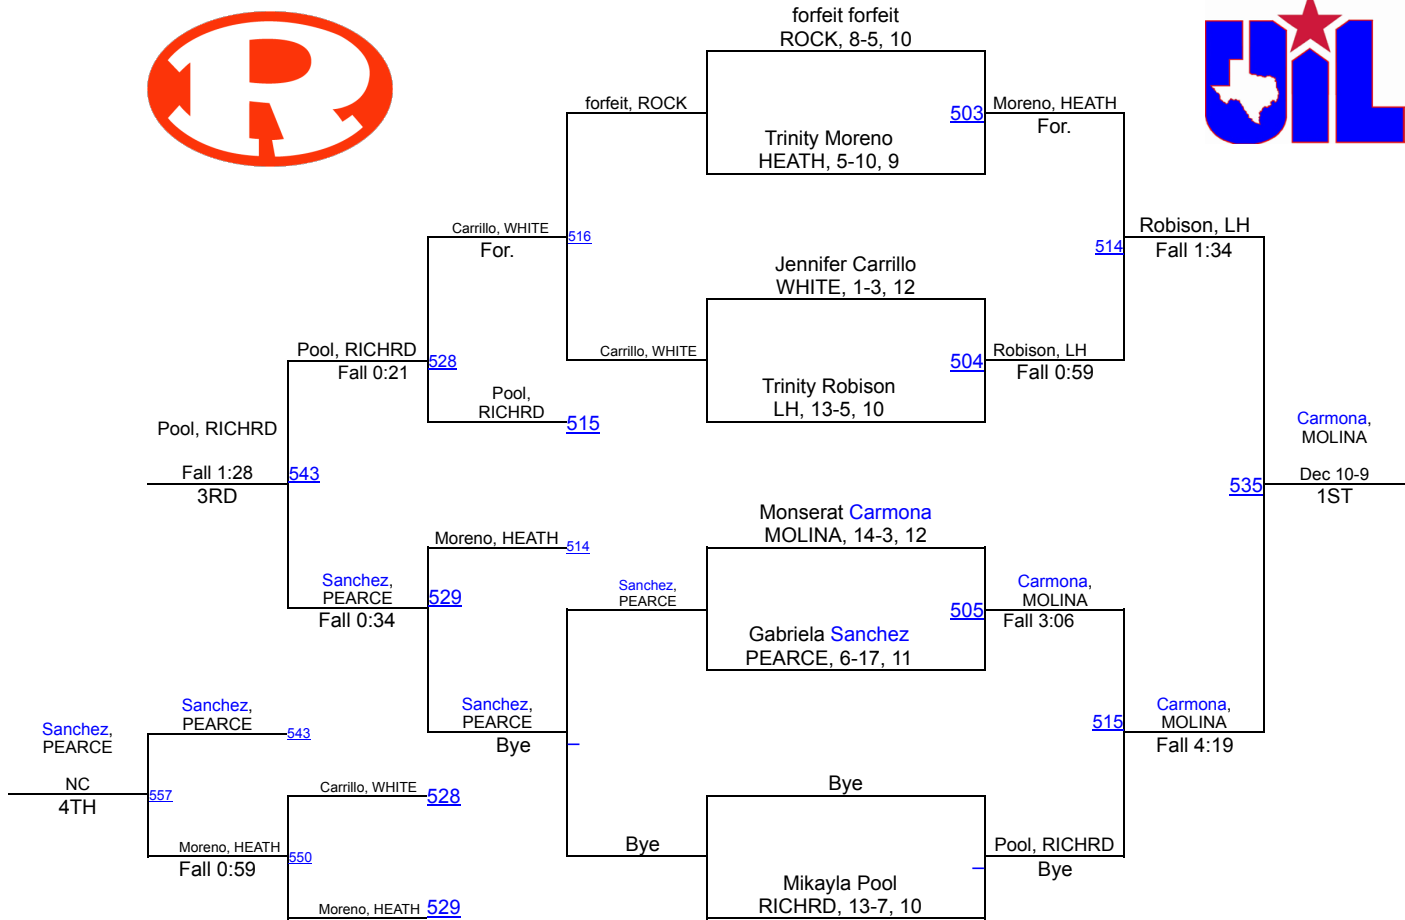 forfeit forfeit
ROCK, 8-5, 10
R
UIL
forfeit, ROCK
503
Moreno, HEATH
For.
Trinity Moreno
HEATH, 5-10, 9
Carrillo, WHITE
For.
516
514
Robison, LH
Fall 1:34
Jennifer Carrillo
WHITE, 1-3, 12
Pool, RICHRD
Fall 0:21
528
Carrillo, WHITE
504
Robison, LH
Fall 0:59
Trinity Robison
LH, 13-5, 10
Pool,
RICHRD
515
Pool, RICHRD
Fall 1:28
3RD
543
Carmona,
MOLINA
Dec 10-9
1ST
535
Monserat Carmona
MOLINA, 14-3, 12
Moreno, HEATH
514
Sanchez,
PEARCE
Fall 0:34
529
Sanchez,
PEARCE
505
Carmona,
MOLINA
Fall 3:06
Gabriela Sanchez
PEARCE, 6-17, 11
Sanchez,
PEARCE
NC
4TH
Sanchez,
PEARCE
543
Sanchez,
PEARCE
Bye
515
Carmona,
MOLINA
Fall 4:19
557
Carrillo, WHITE
528
Bye
Moreno, HEATH
Fall 0:59
550
Bye
Pool, RICHRD
Bye
Mikayla Pool
RICHRD, 13-7, 10
Moreno, HEATH
529